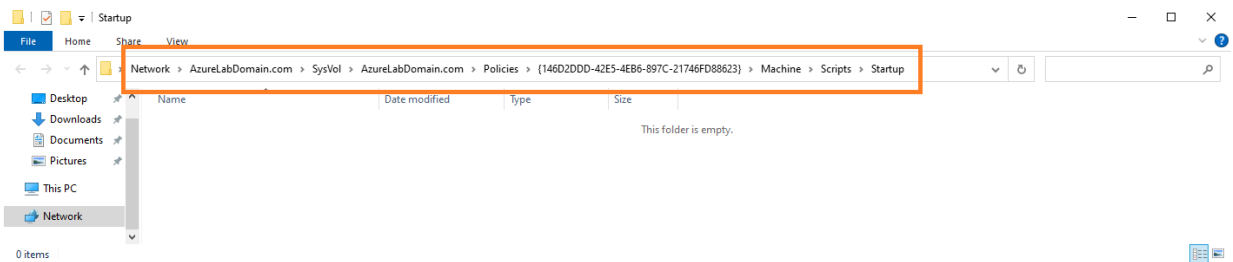 Startup
File Home Share View
Network > AzureLabDomain.com > SysVol > AzureLabDomain.com > Policies > {146D2DDD-42E5-4EB6-897C-21746FD88623} > Machine > Scripts > Startup
Name Date modified Type Size
Desktop
Downloads
Documents
Pictures
This PC
Network
This folder is empty.
0 items